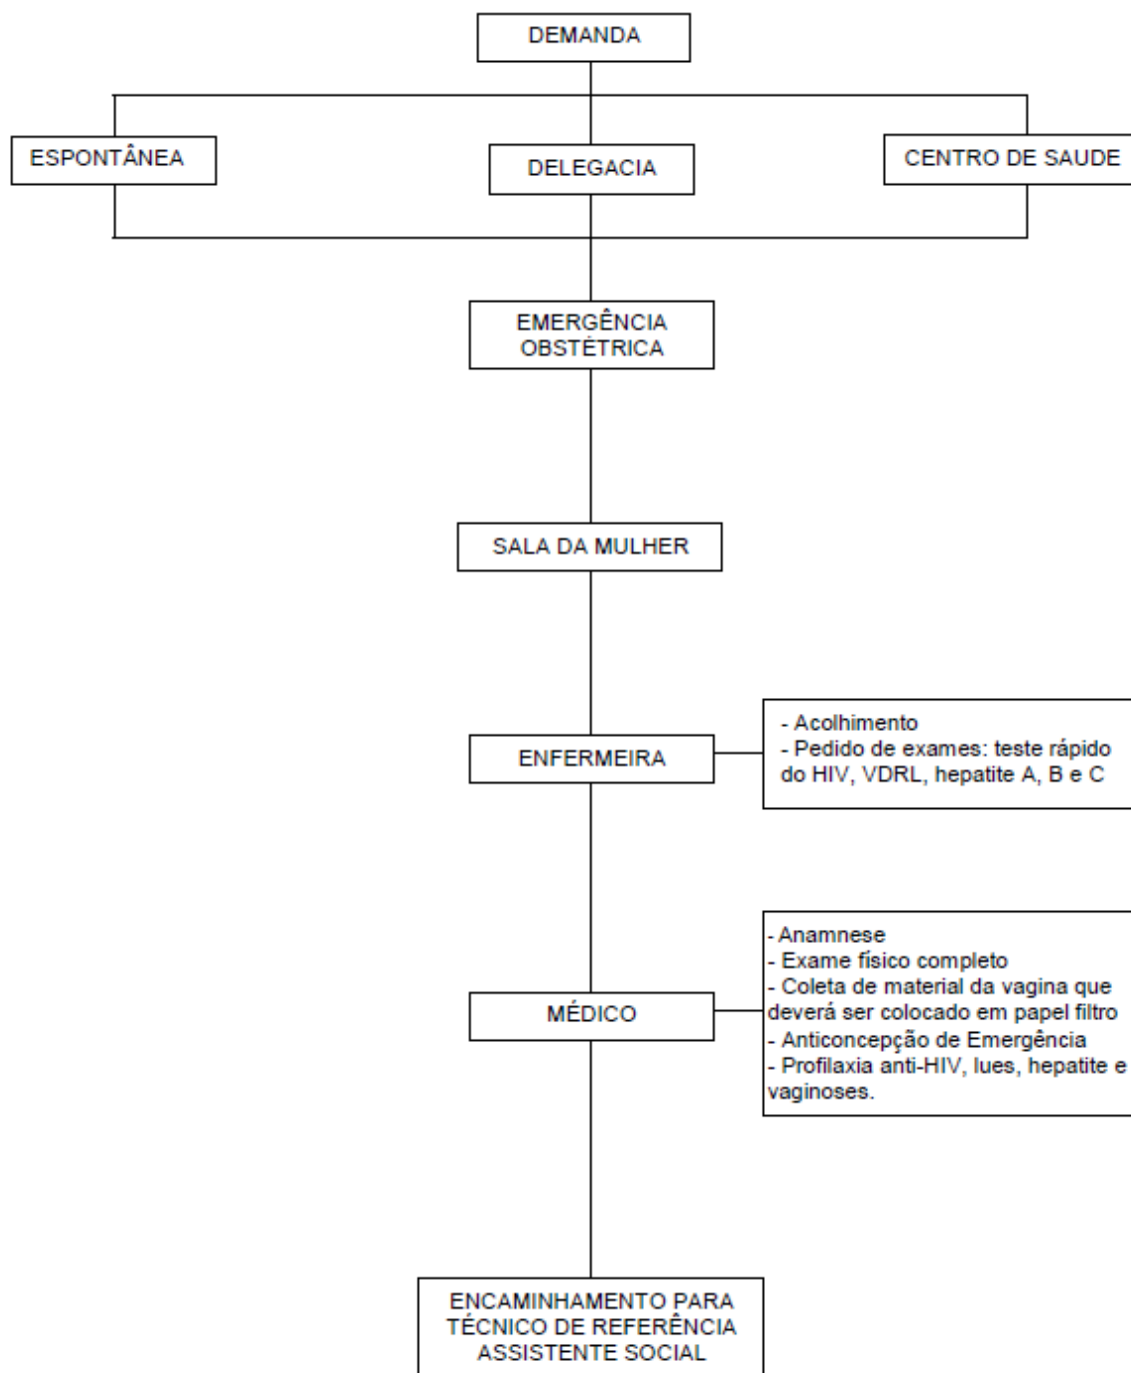 DEMANDA
ESPONTÂNEA
DELEGACIA
CENTRO DE SAUDE
EMERGÊNCIA
OBSTÉTRICA
SALA DA MULHER
ENFERMEIRA
- Acolhimento
- Pedido de exames: teste rápido
do HIV, VDRL, hepatite A, B e C
MÉDICO
- Anamnese
- Exame físico completo
- Coleta de material da vagina que
deverá ser colocado em papel filtro
- Anticoncepção de Emergência
- Profilaxia anti-HIV, lues, hepatite e
vaginoses.
ENCAMINHAMENTO PARA
TÉCNICO DE REFERÊNCIA
ASSISTENTE SOCIAL